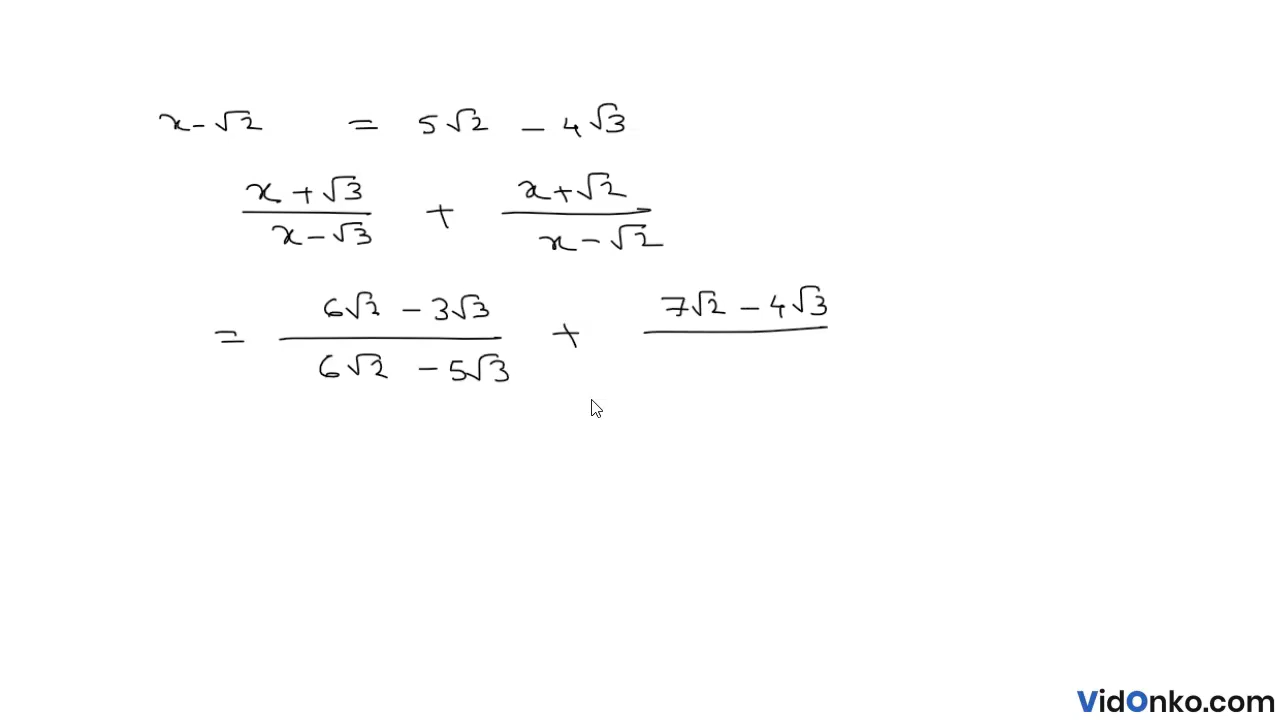 x - √2 = 5√2 - 4√3
x + √3 / x - √3 + x + √2 / x - √2
= 6√2 - 3√3 / 6√2 - 5√3 + 7√2 - 4√3 /
VidOnko.com